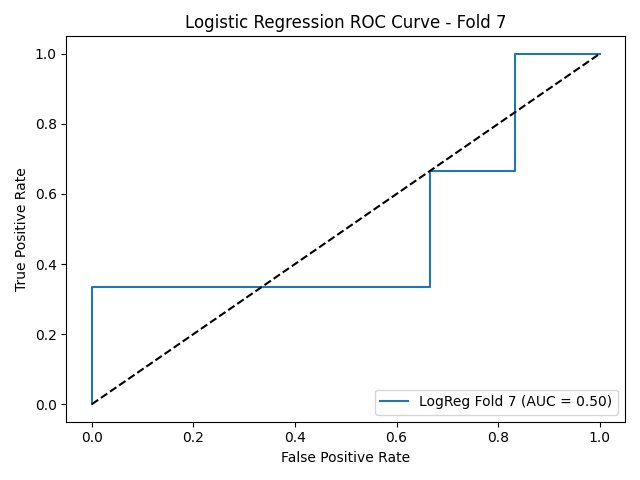 Logistic Regression ROC Curve - Fold 7
True Positive Rate
1.0
0.8
0.6
0.4
0.2
0.0
LogReg Fold 7 (AUC = 0.50)
0.0 0.2 0.4 0.6 0.8 1.0
False Positive Rate